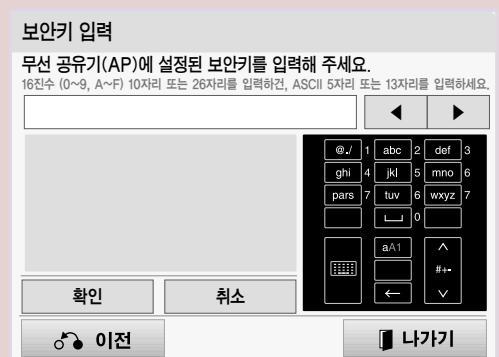 보안키 입력
무선 공유기(AP)에 설정된 보안키를 입력해 주세요.
16진수 (0~9, A~F) 10자리 또는 26자리를 입력하건, ASCII 5자리 또는 13자리를 입력하세요.
@./ 1 abc 2 def 3
ghi 4 jkl 5 mno 6
pars 7 tuv 6 wxyz 7
0
aA1
#+-
확인 취소
이전 나가기